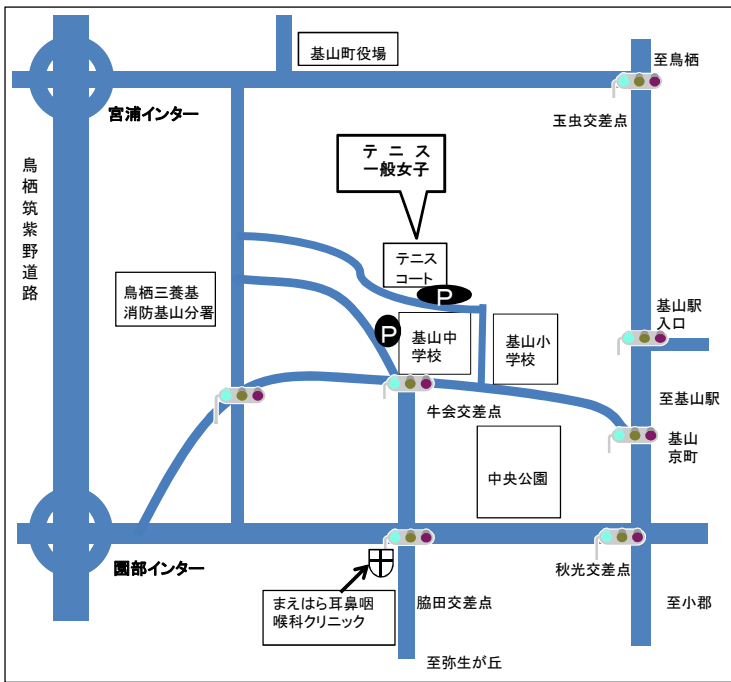 基山町役場
至鳥栖
宮浦インター
玉虫交差点
テ ニ ス
一般女子
鳥栖筑紫野道路
テニス
コート
P
鳥栖三養基
消防基山分署
基山駅
入口
P
基山中
学校
基山小
学校
至基山駅
牛会交差点
基山
京町
中央公園
園部インター
秋光交差点
まえはら耳鼻咽
喉科クリニック
脇田交差点
至小郡
至弥生が丘